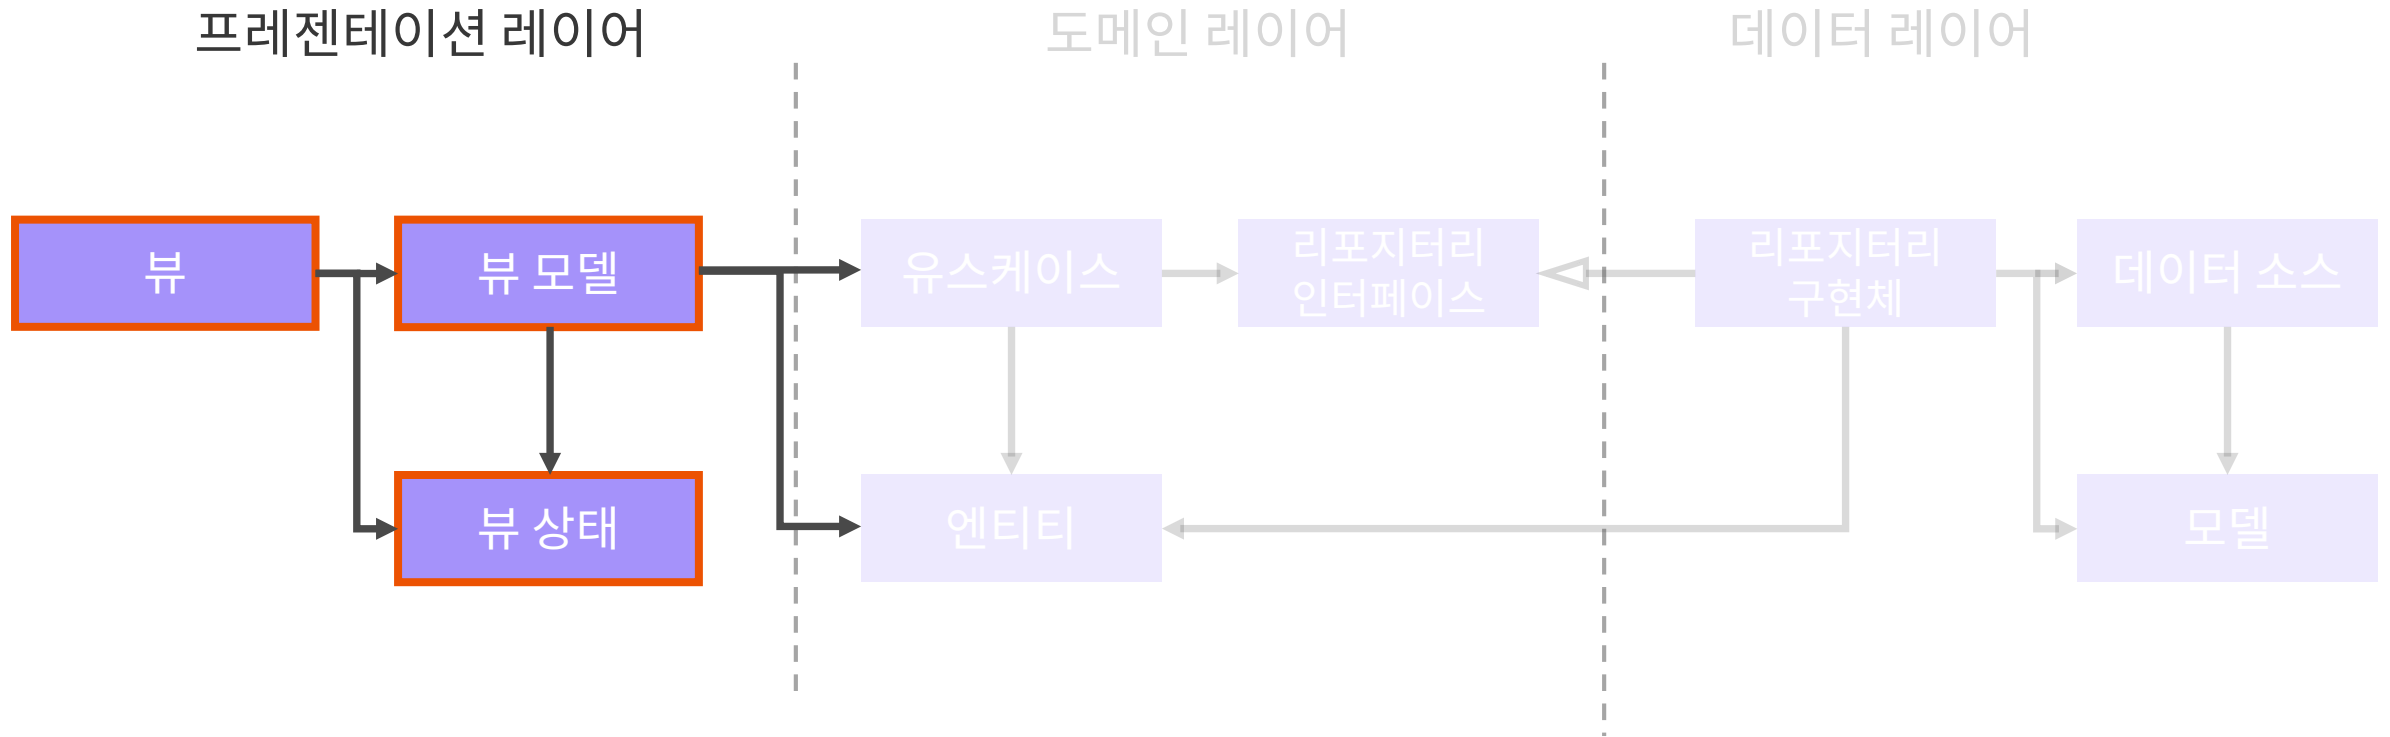 프레젠테이션 레이어
도메인 레이어
데이터 레이어
뷰
뷰 모델
유스케이스
리포지터리
인터페이스
리포지터리
구현체
데이터 소스
뷰 상태
엔티티
모델